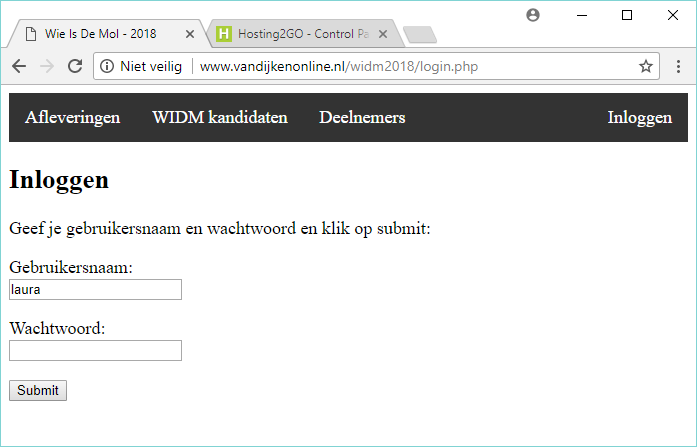 Wie Is De Mol - 2018
Hosting2GO - Control Pa
Niet veilig
www.vandijkenonline.nl/widm2018/login.php
Afleveringen WIDM kandidaten Deelnemers Inloggen
Inloggen
Geef je gebruikersnaam en wachtwoord en klik op submit:
Gebruikersnaam:
laura
Wachtwoord:
Submit